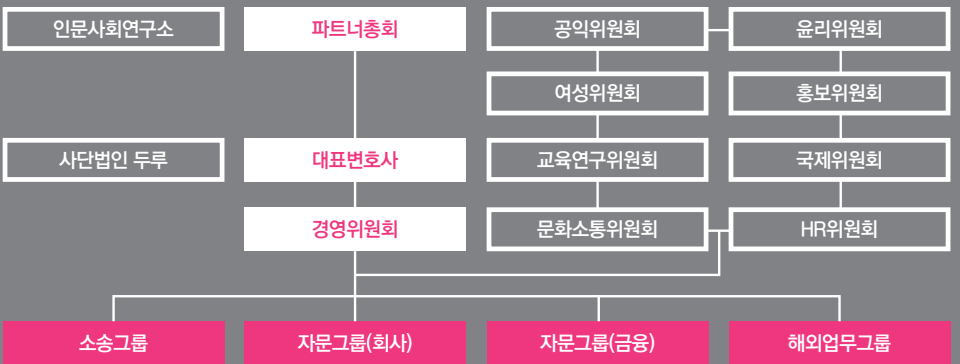 인문사회연구소
파트너총회
공익위원회
윤리위원회
여성위원회
홍보위원회
사단법인 두루
대표변호사
교육연구위원회
국제위원회
경영위원회
문화소통위원회
HR위원회
소송그룹
자문그룹(회사)
자문그룹(금융)
해외업무그룹